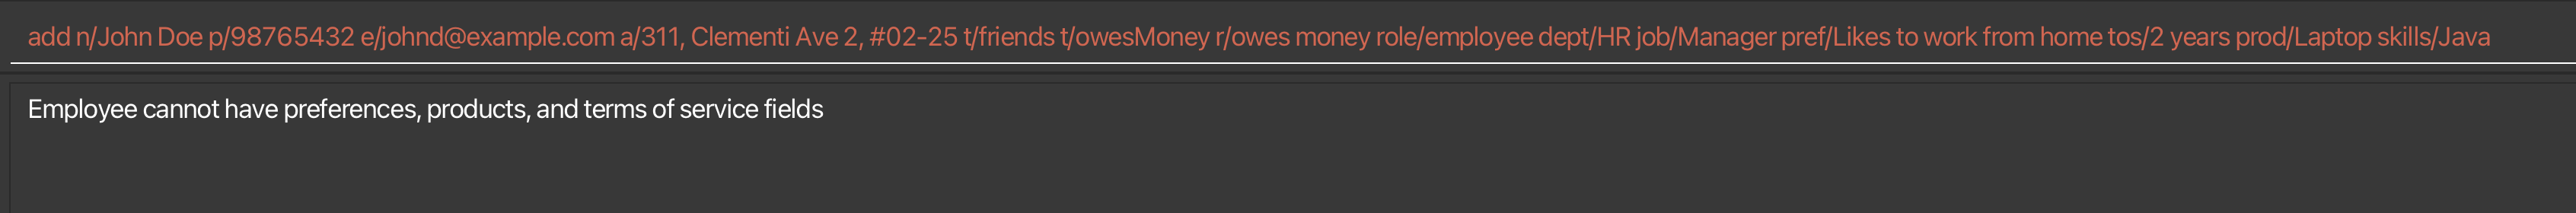 add n/John Doe p/98765432 e/johnd@example.com a/311, Clementi Ave 2, #02-25 t/friends t/owesMoney r/owes money role/employee dept/HR job/Manager pref/Likes to work from home tos/2 years prod/Laptop skills/Java
Employee cannot have preferences, products, and terms of service fields